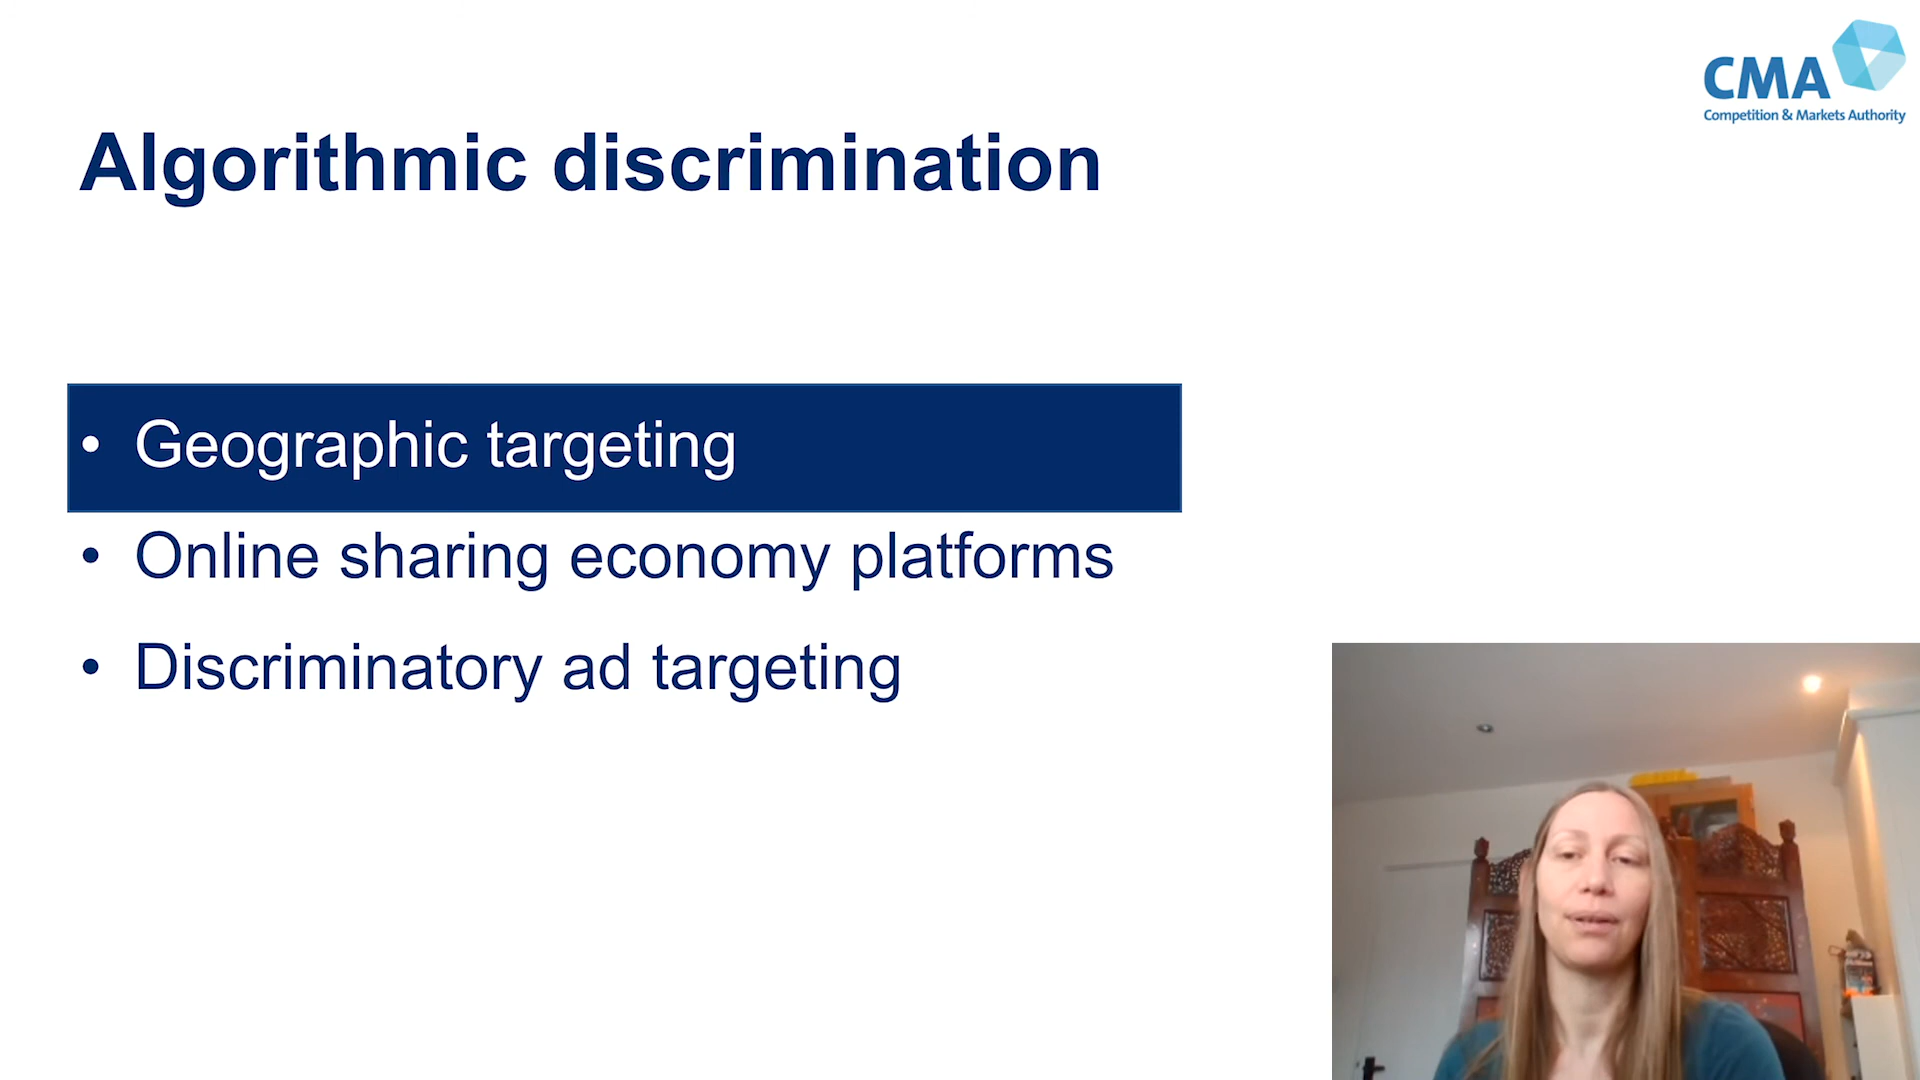 CMA
Competition & Markets Authority
Algorithmic discrimination
• Geographic targeting
• Online sharing economy platforms
• Discriminatory ad targeting